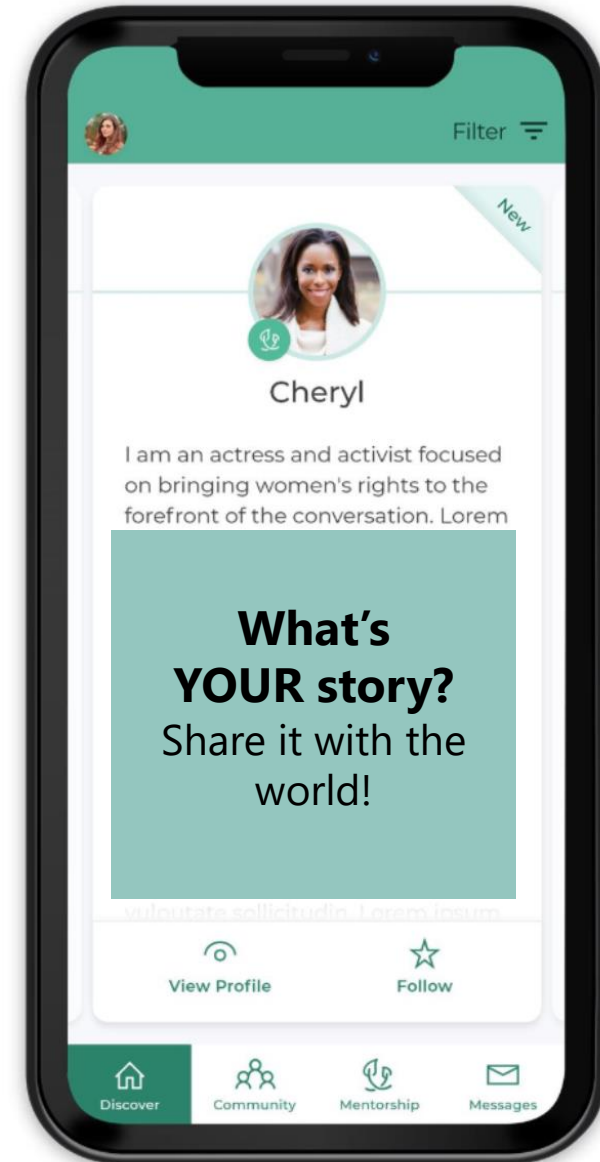 Filter
New
Cheryl
I am an actress and activist focused
on bringing women's rights to the
forefront of the conversation. Lorem
What's
YOUR story?
Share it with the
world!
vulputate sollicitudin. Lorem ipsum
View Profile
Follow
Discover
Community
Mentorship
Messages